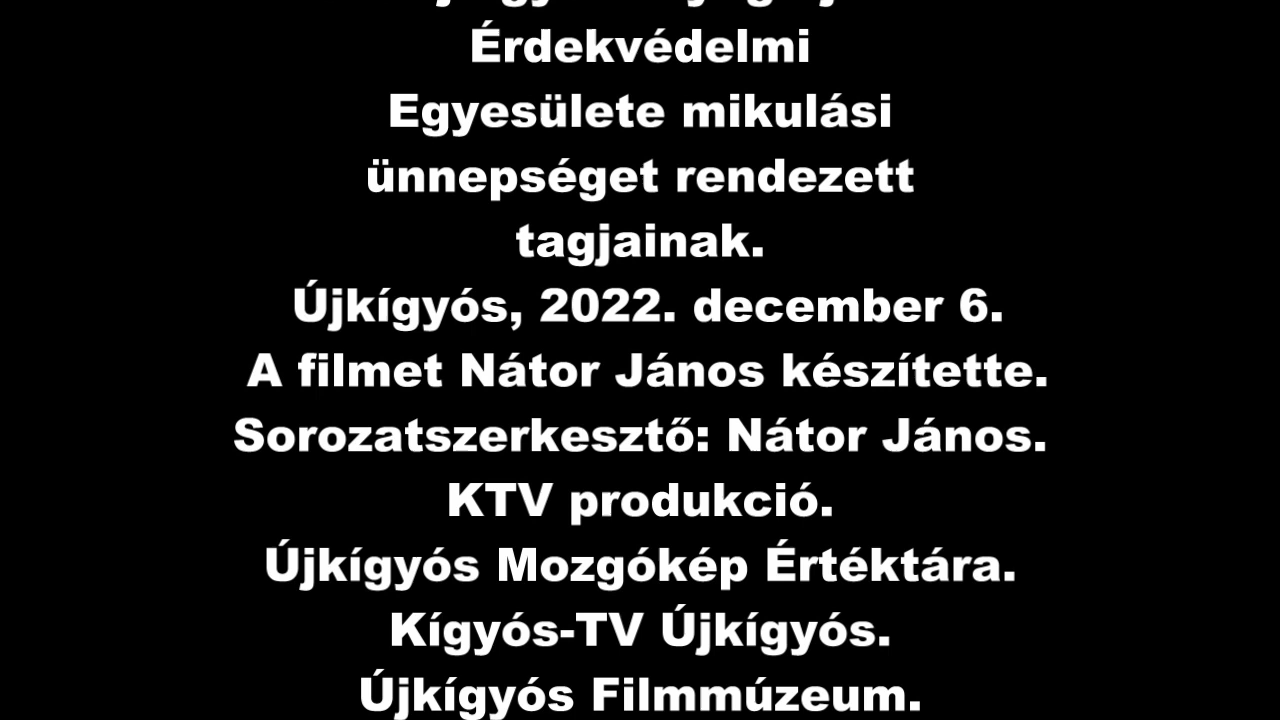 Érdekvédelmi
Egyesülete mikulási
ünnepséget rendezett
tagjainak.
Újkígyós, 2022. december 6.
A filmet Nátor János készítette.
Sorozatszerkesztő: Nátor János.
KTV produkció.
Újkígyós Mozgókép Értéktára.
Kígyós-TV Újkígyós.
Újkígyós Filmmúzeum.